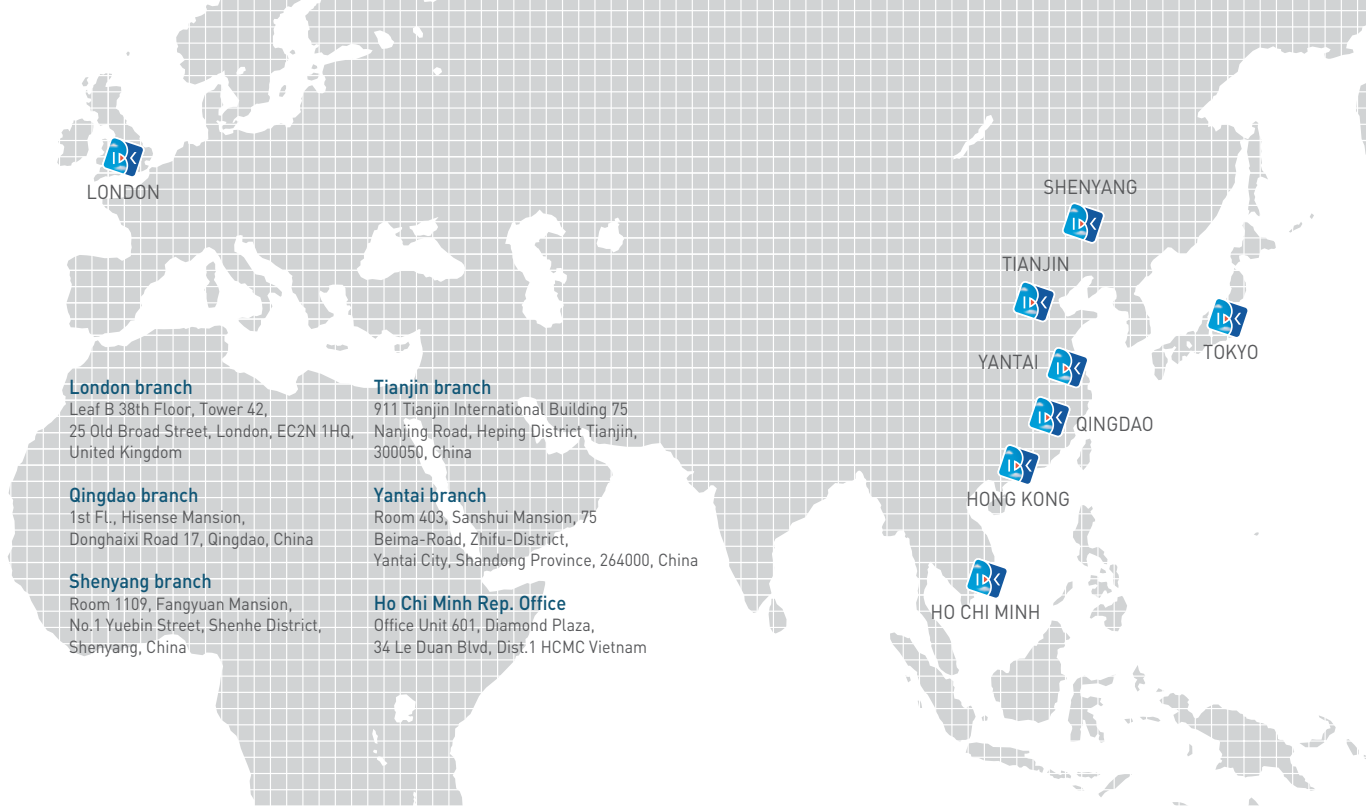 LONDON
SHENYANG
TIANJIN
TOKYO
YANTAI
QINGDAO
HONG KONG
HO CHI MINH
London branch
Leaf B 38th Floor, Tower 42,
25 Old Broad Street, London, EC2N 1HQ,
United Kingdom
Qingdao branch
1st Fl., Hisense Mansion,
Donghaixi Road 17, Qingdao, China
Shenyang branch
Room 1109, Fangyuan Mansion,
No.1 Yuebin Street, Shenhe District,
Shenyang, China
Tianjin branch
911 Tianjin International Building 75
Nanjing Road, Heping District Tianjin,
300050, China
Yantai branch
Room 403, Sanshui Mansion, 75
Beima-Road, Zhifu-District,
Yantai City, Shandong Province, 264000, China
Ho Chi Minh Rep. Office
Office Unit 601, Diamond Plaza,
34 Le Duan Blvd, Dist.1 HCMC Vietnam